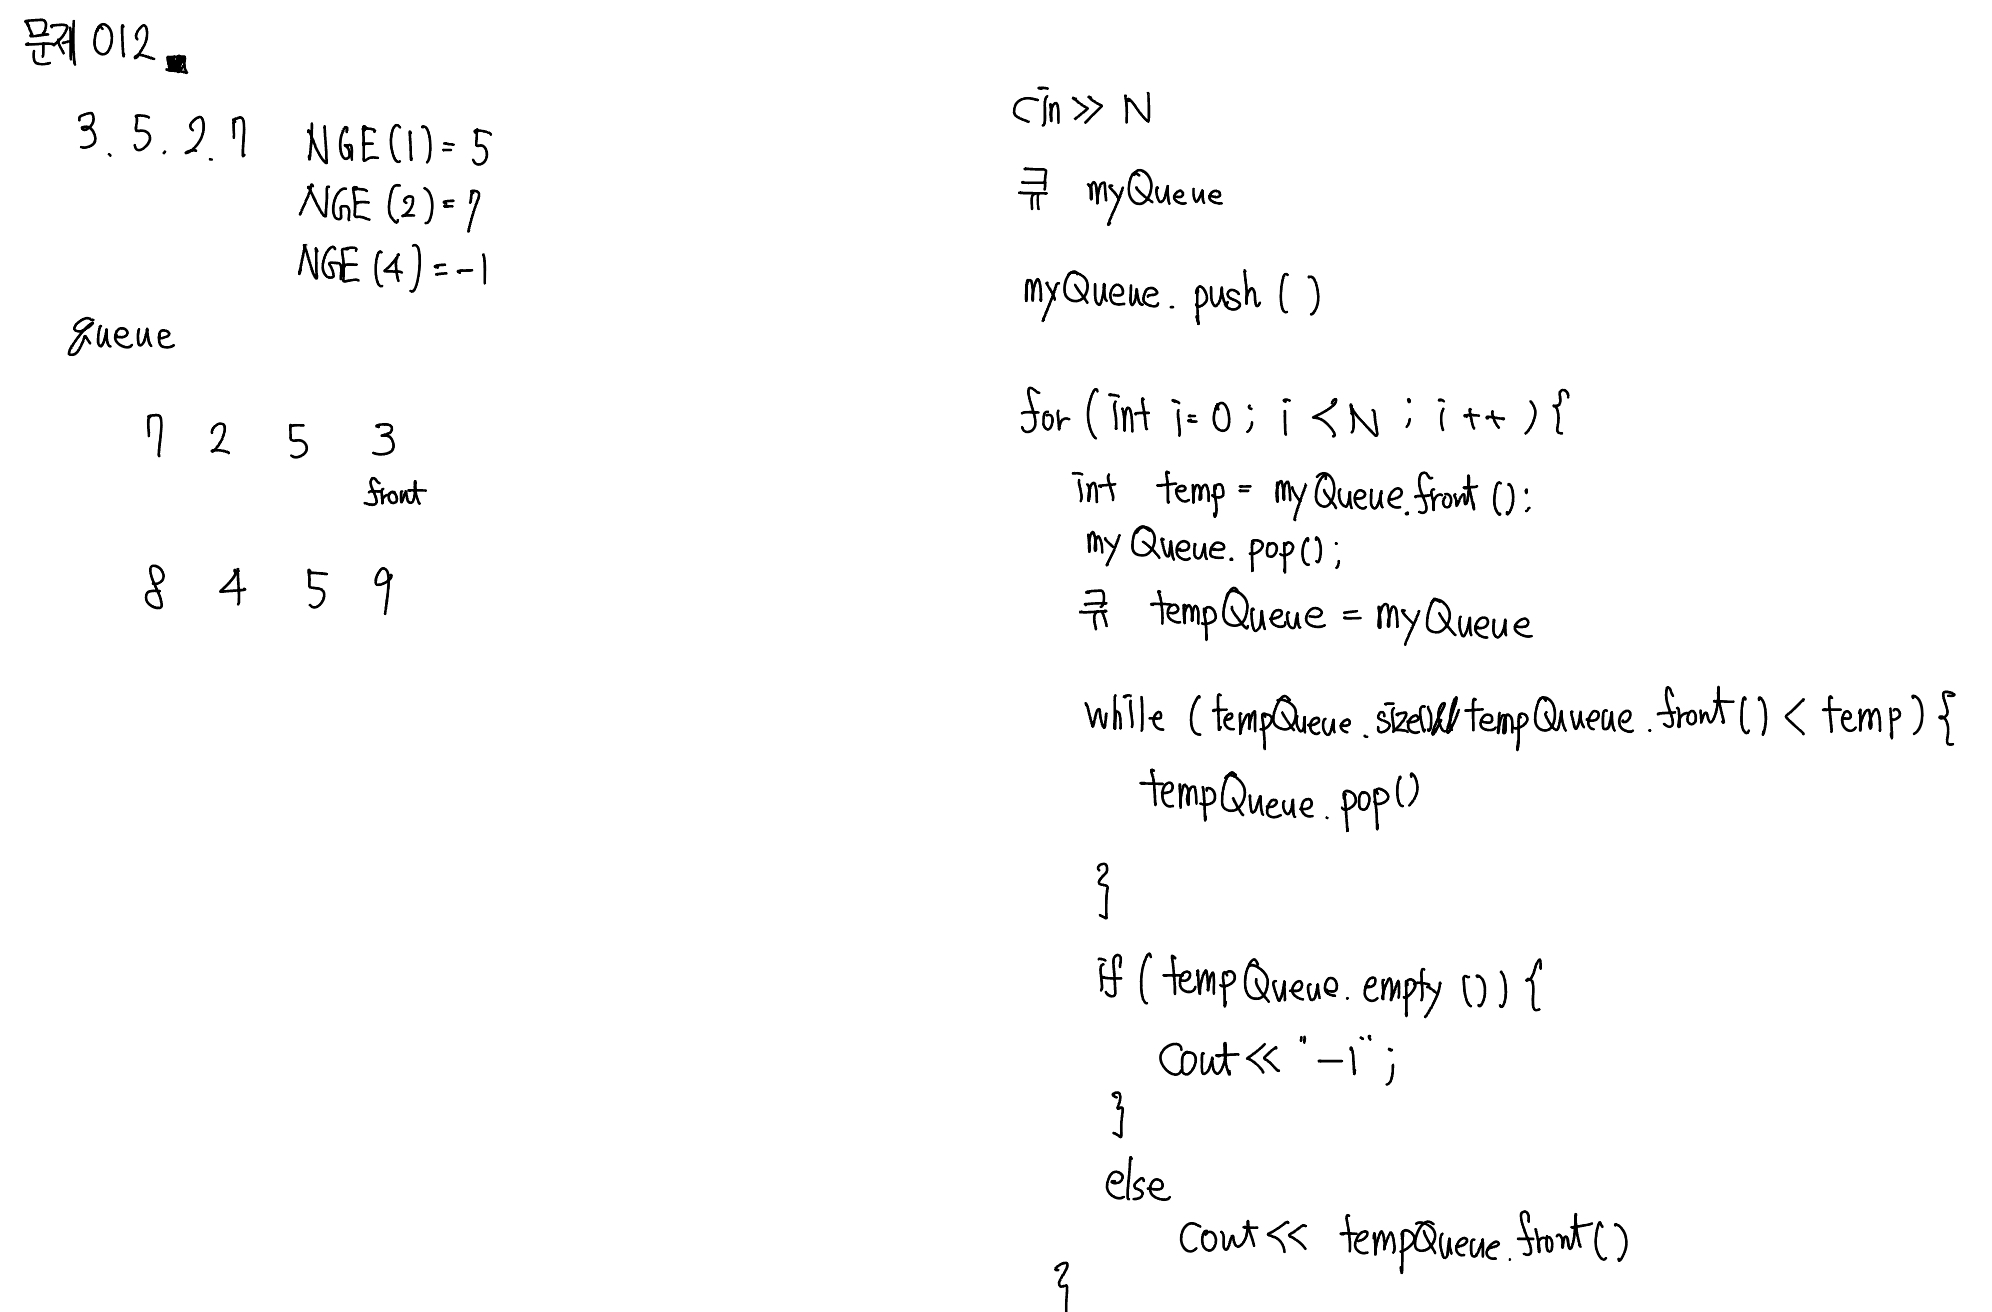 문제 012.
3. 5. 2. 7 NGE(1) = 5
NGE (2) = 7
NGE (4) = -1
queue
7 2 5 3
front
8 4 5 9
cin >> N
큐 myQueue
myQueue. push ( )
for ( int i = 0 ; i < N ; i ++ ) {
int temp = myQueue.front ();
myQueue. pop();
큐 tempQueue = myQueue
while ( tempQueue.size() && tempQueue.front() < temp) {
tempQueue. pop()
}
if ( tempQueue. empty ()) {
Cout << "-1" ;
}
else
Cout << tempQueue.front()
}